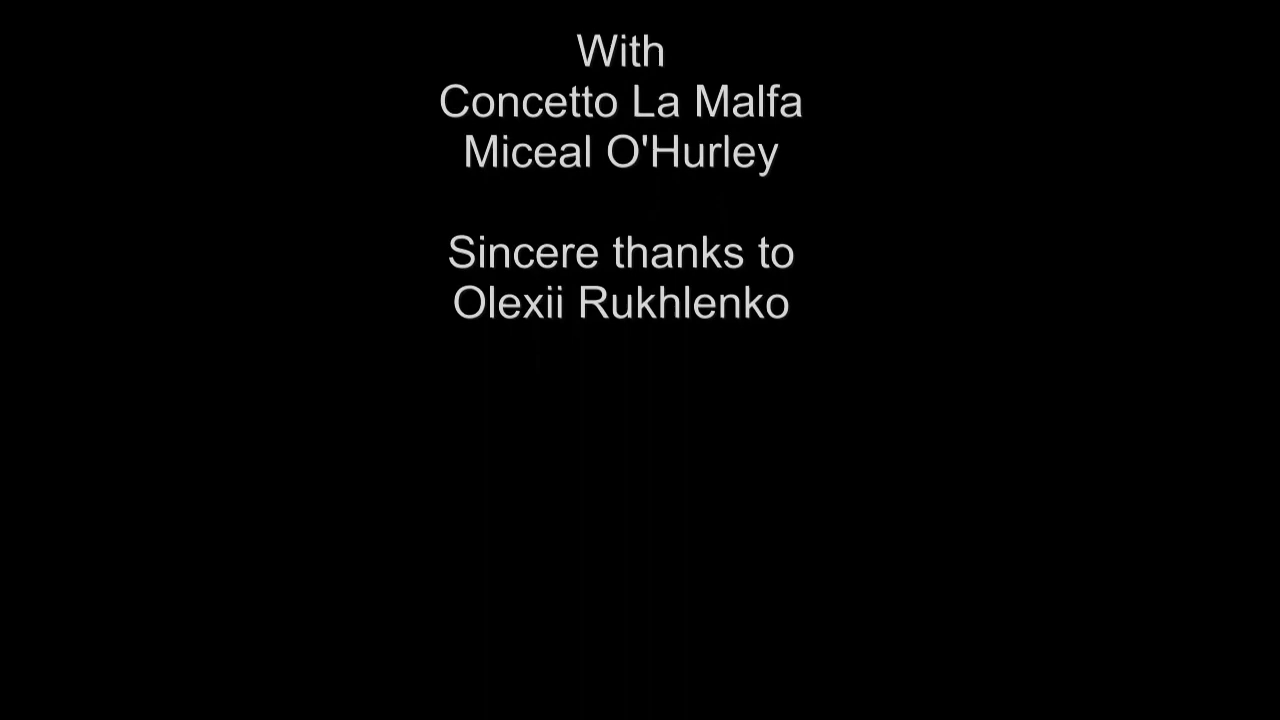 With
Concetto La Malfa
Miceal O'Hurley
Sincere thanks to
Olexii Rukhlenko